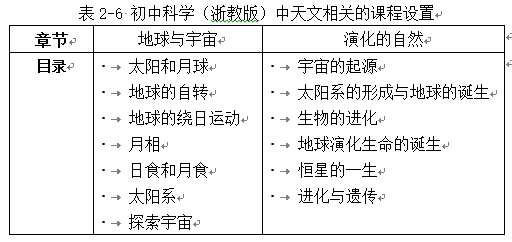 表 2-6·初中科学（浙教版）中天文相关的课程设置
章节 地球与宇宙 演化的自然
目录 · 太阳和月球 · 宇宙的起源
· 地球的自转 · 太阳系的形成与地球的诞生
· 地球的绕日运动 · 生物的进化
· 月相 · 地球演化生命的诞生
· 日食和月食 · 恒星的一生
· 太阳系 · 进化与遗传
· 探索宇宙